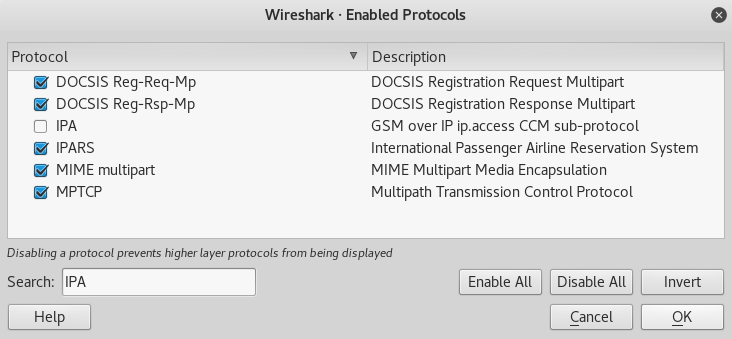 Wireshark · Enabled Protocols
Protocol Description
DOCSIS Reg-Req-Mp DOCSIS Registration Request Multipart
DOCSIS Reg-Rsp-Mp DOCSIS Registration Response Multipart
IPA GSM over IP ip.access CCM sub-protocol
IPARS International Passenger Airline Reservation System
MIME multipart MIME Multipart Media Encapsulation
MPTCP Multipath Transmission Control Protocol
Disabling a protocol prevents higher layer protocols from being displayed
Search: IPA Enable All Disable All Invert
Help Cancel OK